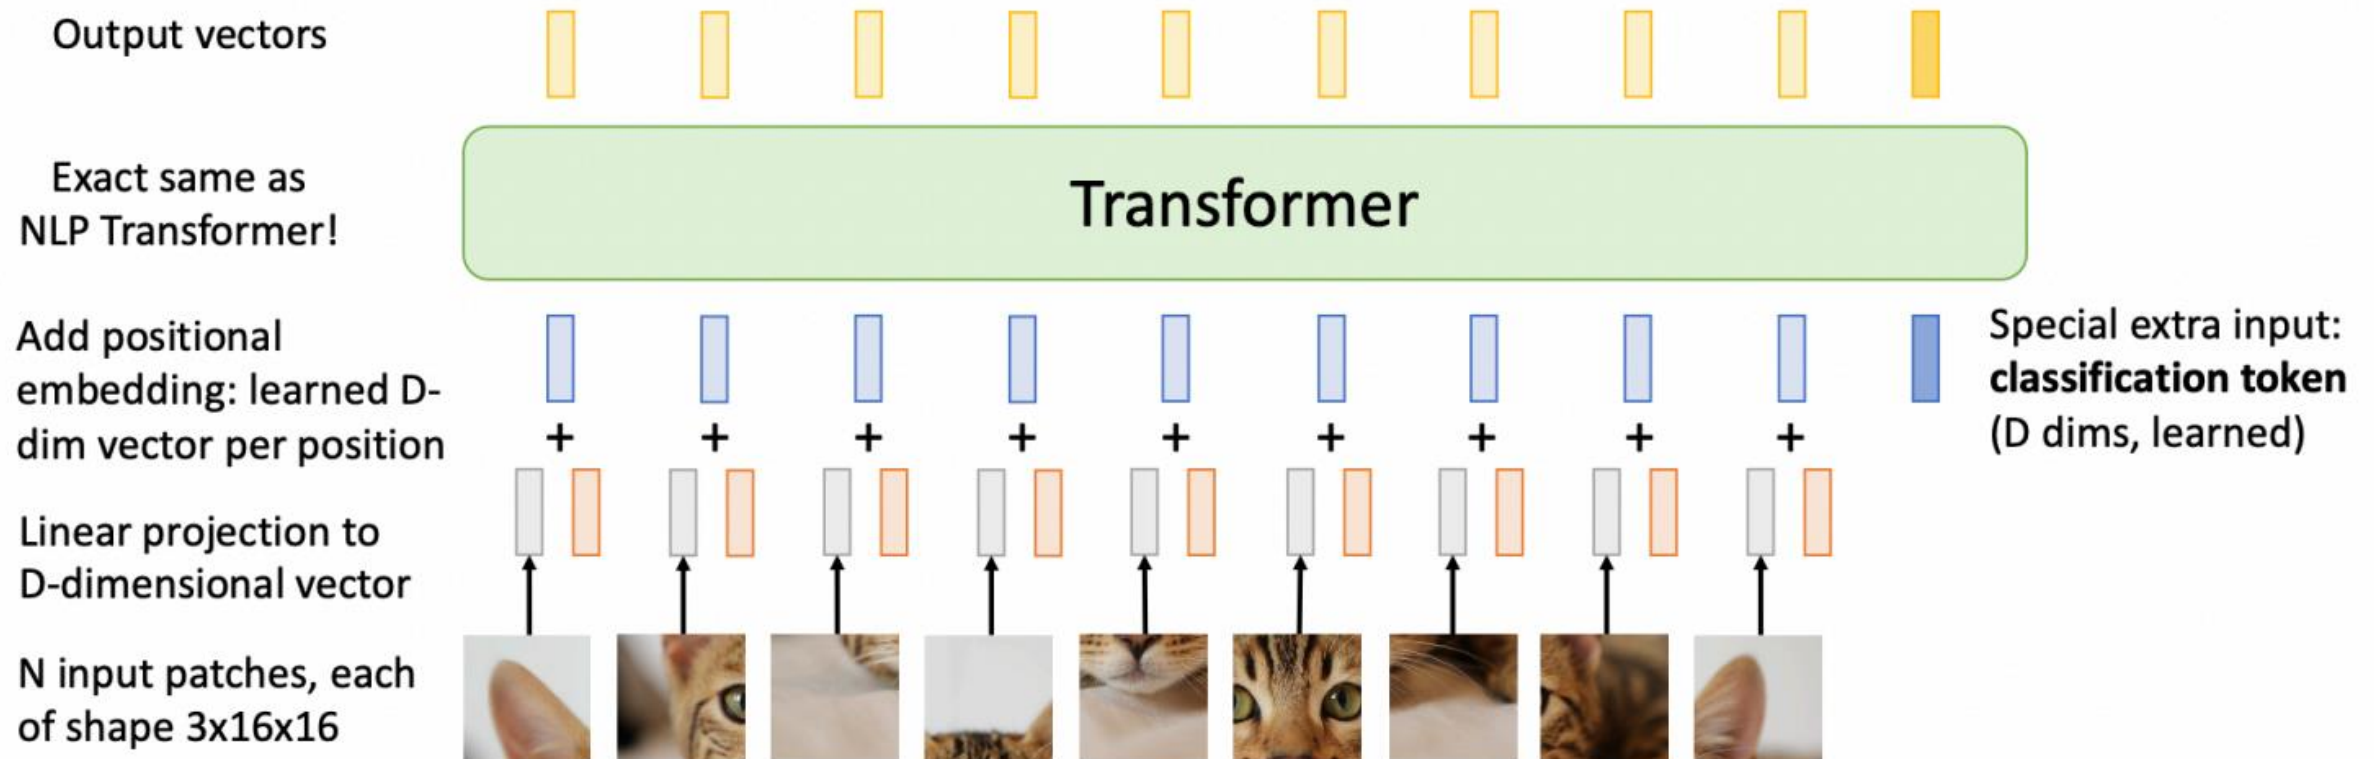 Output vectors
Exact same as
NLP Transformer!
Transformer
Add positional
embedding: learned D-
dim vector per position
Special extra input:
classification token
(D dims, learned)
+ + + + + + + + +
Linear projection to
D-dimensional vector
N input patches, each
of shape 3x16x16